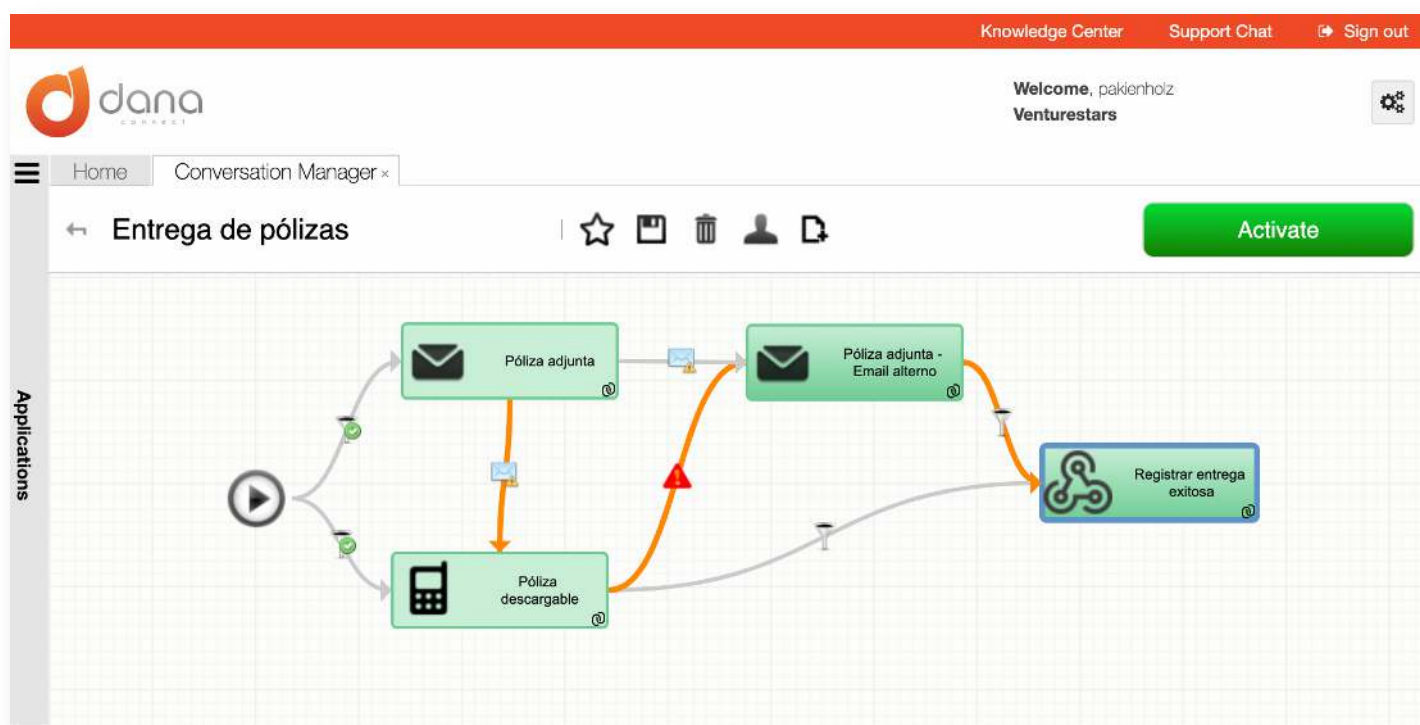 Knowledge Center Support Chat Sign out
dana
connect
Welcome, pakienholz
Venturestars
Home Conversation Manager ×
Entrega de pólizas
Activate
Applications
Póliza adjunta
Póliza adjunta -
Email alterno
Registrar entrega
exitosa
Póliza
descargable